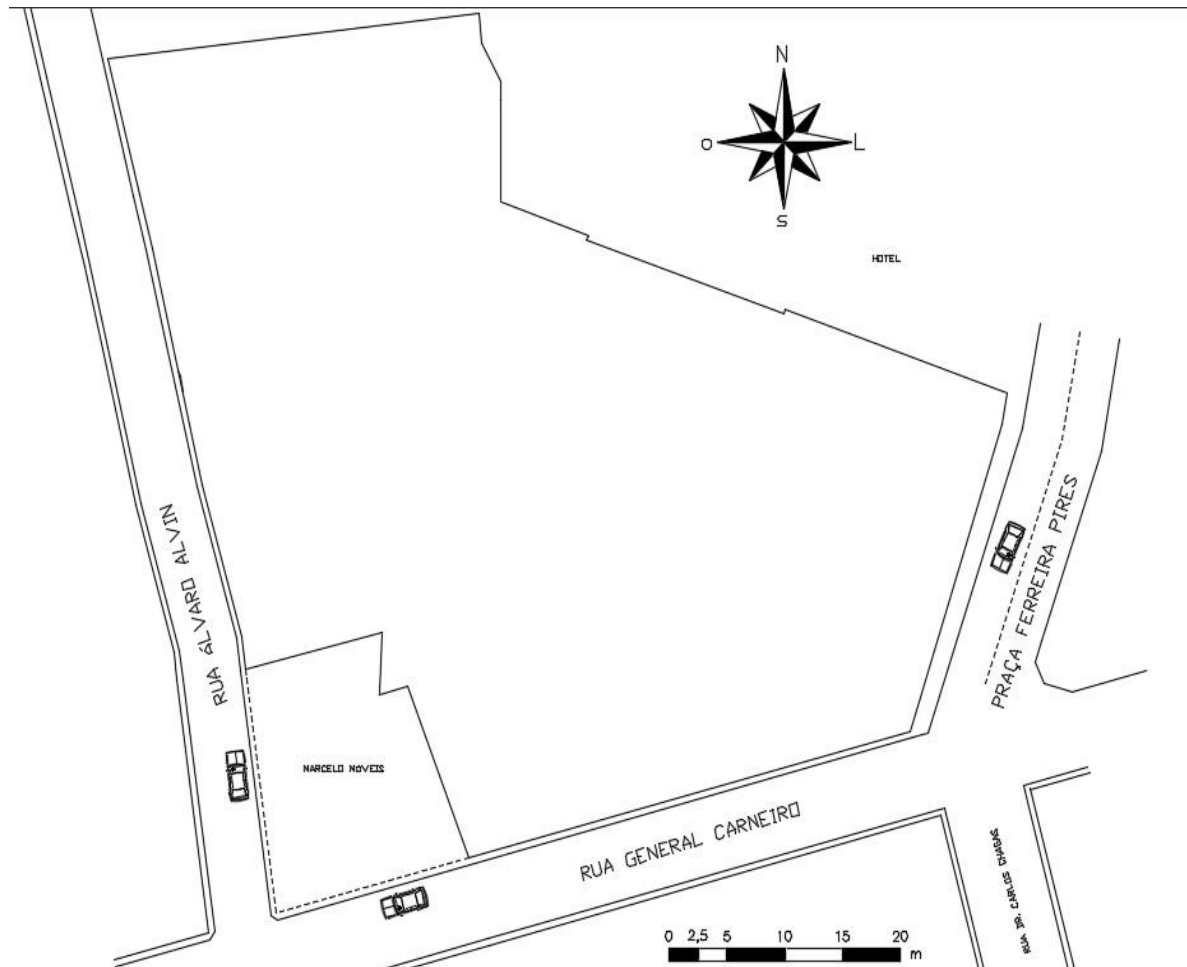 N
O
L
S
HOTEL
RUA ÁLVARO ALVIN
PRAÇA FERREIRA PIRES
MARCELO MÓVEIS
RUA GENERAL CARNEIRO
RUA DR. CARLOS CHAGAS
0 2,5 5 10 15 20
m